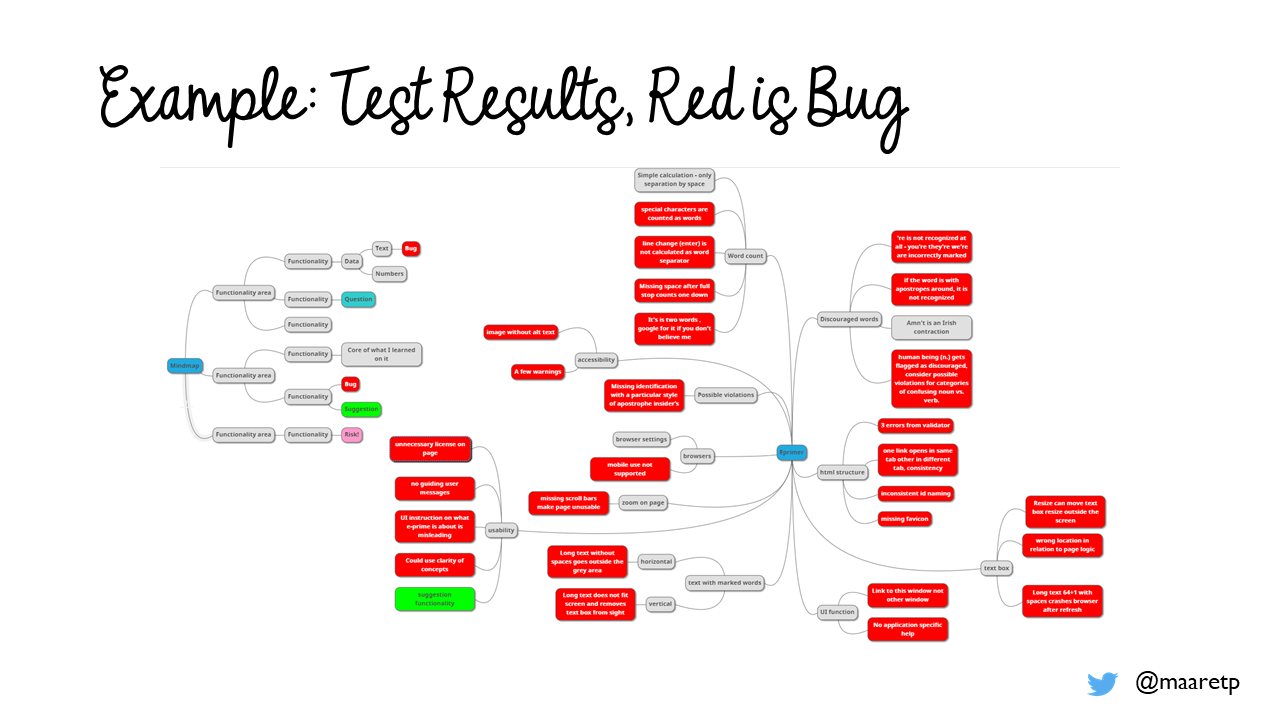 Example: Test Results, Red is Bug
Mindmap
Functionality area
Functionality
Data
Text
Bug
Numbers
Functionality
Question
Functionality
Functionality area
Functionality
Core of what I learned
on it
Functionality
Bug
Suggestion
Functionality area
Functionality
Risk!
Eprimer
Word count
Simple calculation - only
separation by space
special characters are
counted as words
line change (enter) is
not calculated as word
separator
Missing space after full
stop counts one down
It's is two words ,
google for it if you don't
believe me
accessibility
image without alt text
A few warnings
Possible violations
Missing identification
with a particular style
of apostrophe insider's
browsers
browser settings
mobile use not
supported
zoom on page
missing scroll bars
make page unusable
usability
unnecessary license on
page
no guiding user
messages
UI instruction on what
e-prime is about is
misleading
Could use clarity of
concepts
suggestion
functionality
text with marked words
horizontal
Long text without
spaces goes outside the
grey area
vertical
Long text does not fit
screen and removes
text box from sight
Discouraged words
're is not recognized at
all - you're they're we're
are incorrectly marked
if the word is with
apostropes around, it is
not recognized
Amn't is an Irish
contraction
human being (n.) gets
flagged as discouraged,
consider possible
violations for categories
of confusing noun vs.
verb.
html structure
3 errors from validator
one link opens in same
tab other in different
tab, consistency
inconsistent id naming
missing favicon
text box
Resize can move text
box resize outside the
screen
wrong location in
relation to page logic
Long text 64+1 with
spaces crashes browser
after refresh
UI function
Link to this window not
other window
No application specific
help
@maaretp